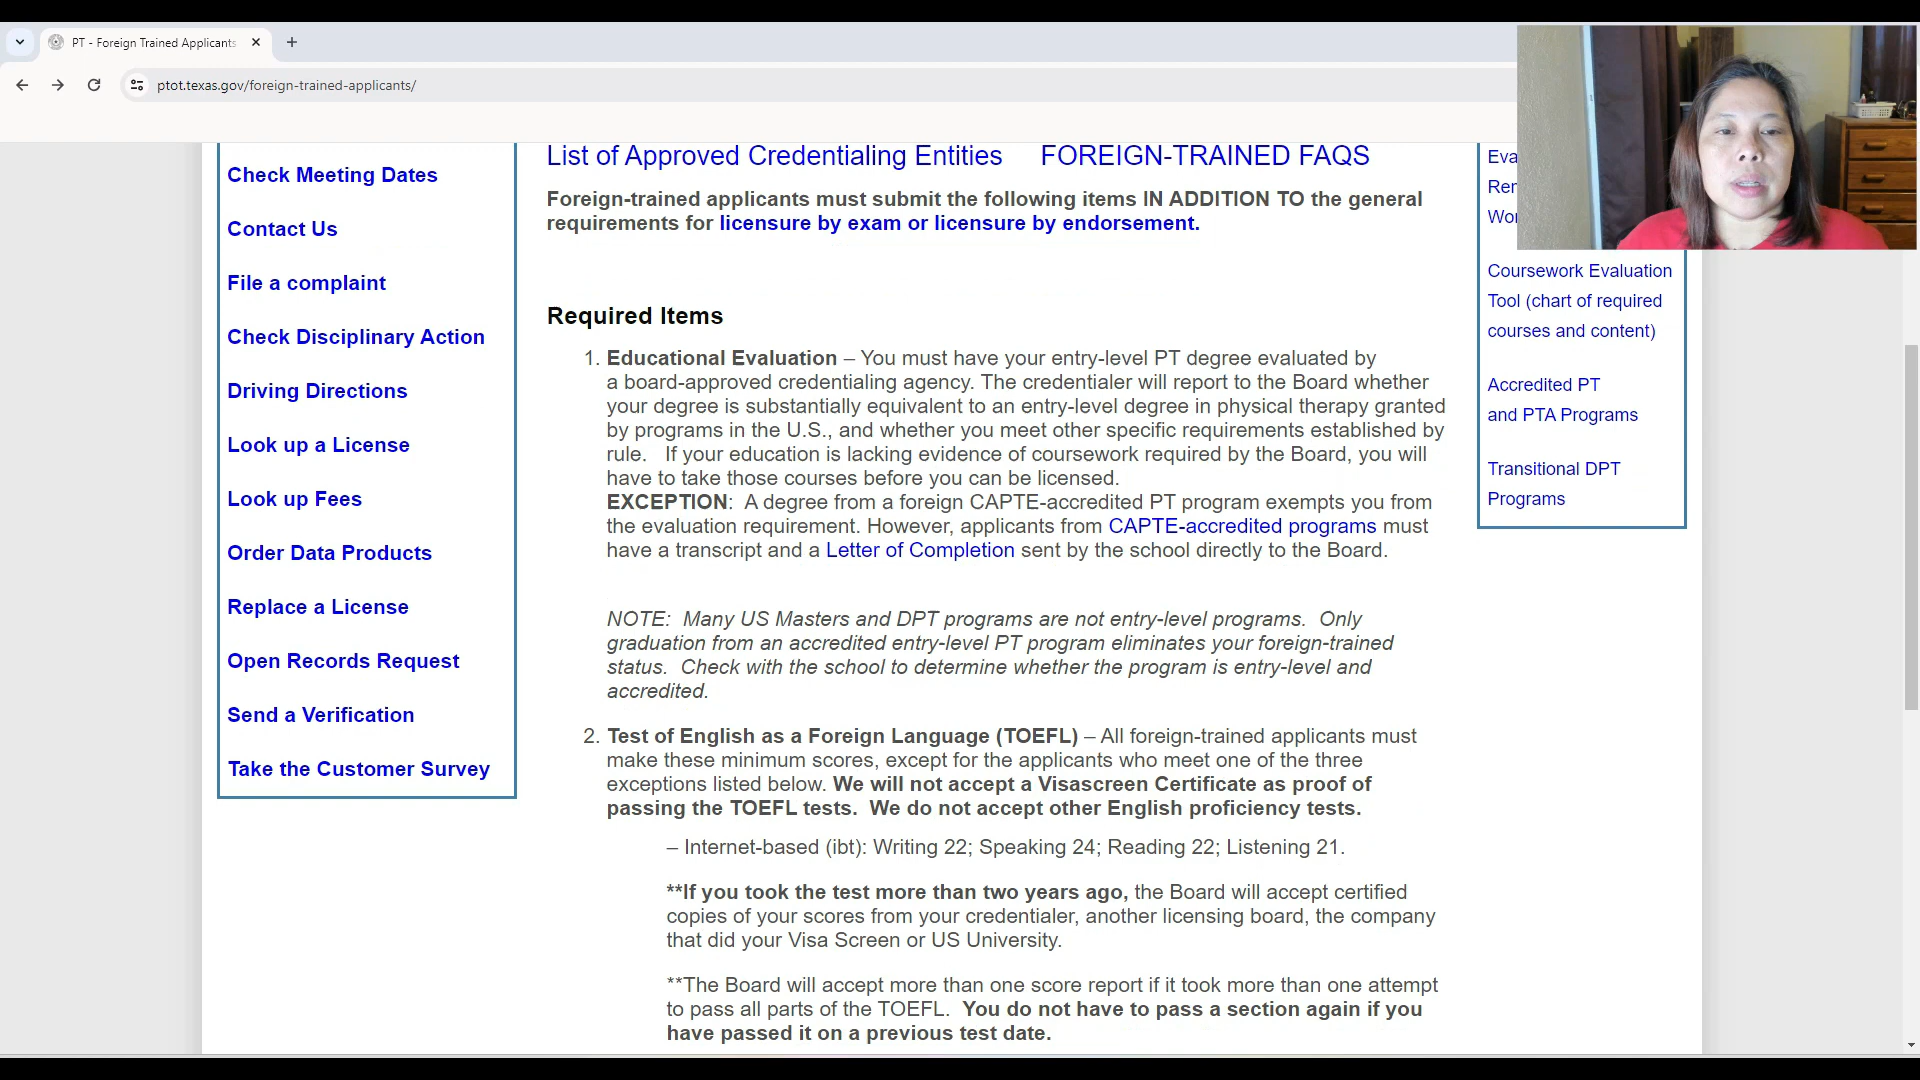 PT - Foreign Trained Applicants
ptot.texas.gov/foreign-trained-applicants/
Check Meeting Dates
Contact Us
File a complaint
Check Disciplinary Action
Driving Directions
Look up a License
Look up Fees
Order Data Products
Replace a License
Open Records Request
Send a Verification
Take the Customer Survey
List of Approved Credentialing Entities FOREIGN-TRAINED FAQS
Foreign-trained applicants must submit the following items IN ADDITION TO the general
requirements for licensure by exam or licensure by endorsement.
Required Items
1. Educational Evaluation – You must have your entry-level PT degree evaluated by
a board-approved credentialing agency. The credentialer will report to the Board whether
your degree is substantially equivalent to an entry-level degree in physical therapy granted
by programs in the U.S., and whether you meet other specific requirements established by
rule. If your education is lacking evidence of coursework required by the Board, you will
have to take those courses before you can be licensed.
EXCEPTION: A degree from a foreign CAPTE-accredited PT program exempts you from
the evaluation requirement. However, applicants from CAPTE-accredited programs must
have a transcript and a Letter of Completion sent by the school directly to the Board.
NOTE: Many US Masters and DPT programs are not entry-level programs. Only
graduation from an accredited entry-level PT program eliminates your foreign-trained
status. Check with the school to determine whether the program is entry-level and
accredited.
2. Test of English as a Foreign Language (TOEFL) – All foreign-trained applicants must
make these minimum scores, except for the applicants who meet one of the three
exceptions listed below. We will not accept a Visascreen Certificate as proof of
passing the TOEFL tests. We do not accept other English proficiency tests.
– Internet-based (ibt): Writing 22; Speaking 24; Reading 22; Listening 21.
**If you took the test more than two years ago, the Board will accept certified
copies of your scores from your credentialer, another licensing board, the company
that did your Visa Screen or US University.
**The Board will accept more than one score report if it took more than one attempt
to pass all parts of the TOEFL. You do not have to pass a section again if you
have passed it on a previous test date.
Coursework Evaluation
Tool (chart of required
courses and content)
Accredited PT
and PTA Programs
Transitional DPT
Programs